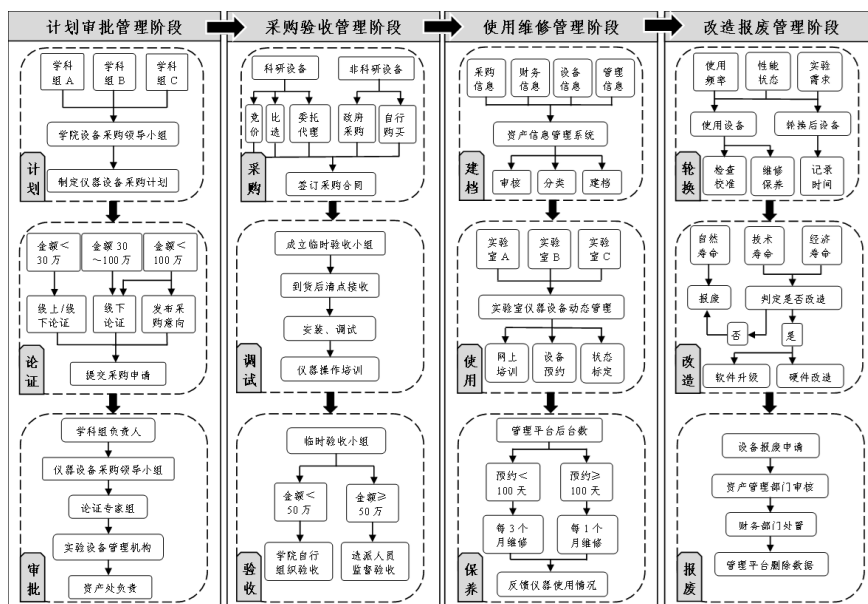 计划审批管理阶段
学科
组 A
学科
组 B
学科
组 C
学院设备采购领导小组
制定仪器设备采购计划
计划
金额<
30 万
金额 30
~100万
金额<
100万
线上/线
下论证
线下
论证
发布采
购意向
提交采购申请
论证
学科组负责人
仪器设备采购领导小组
论证专家组
实验设备管理机构
资产处负责
审批
采购验收管理阶段
科研设备
非科研设备
竞价
比选
委托
代理
政府
采购
自行
购买
签订采购合同
采购
成立临时验收小组
到货后清点接收
安装、调试
仪器操作培训
调试
临时验收小组
金额<
50 万
金额≥
50 万
学院自行
组织验收
选派人员
监督验收
验收
使用维修管理阶段
采购
信息
财务
信息
设备
信息
管理
信息
资产信息管理系统
审核
分类
建档
建档
实验
室 A
实验
室 B
实验
室 C
实验室仪器设备动态管理
网上
培训
设备
预约
状态
标定
使用
管理平台后台数
预约<
100 天
预约≥
100 天
每 3 个
月维修
每 1 个
月维修
反馈仪器使用情况
保养
改造报废管理阶段
使用
频率
性能
状态
实验
需求
使用设备
轮换后设备
检查
校准
维修
保养
记录
时间
轮换
自然
寿命
技术
寿命
经济
寿命
报废
判定是否改造
否
是
软件升级
硬件改造
改造
设备报废申请
资产管理部门审核
财务部门处置
管理平台删除数据
报废